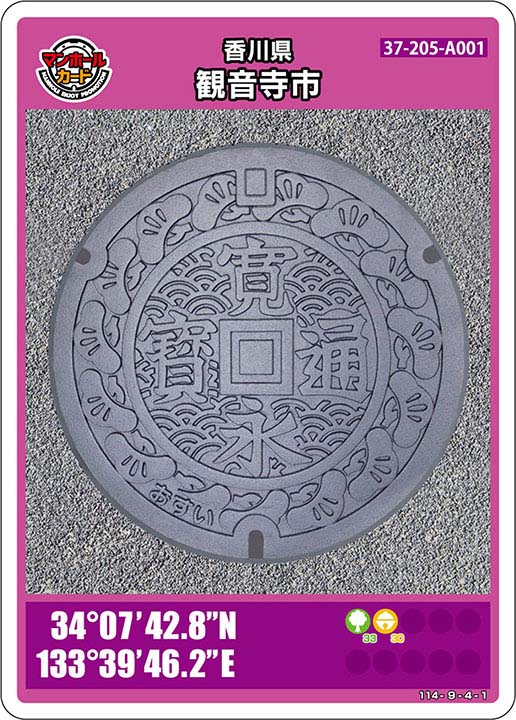 マンホール
カード
MANHOLE RIJOT PROMOTION
香川県
観音寺市
37-205-A001
寛
寶 通
永
おすい
34°07'42.8"N
133°39'46.2"E
33 30
114-9-4-1